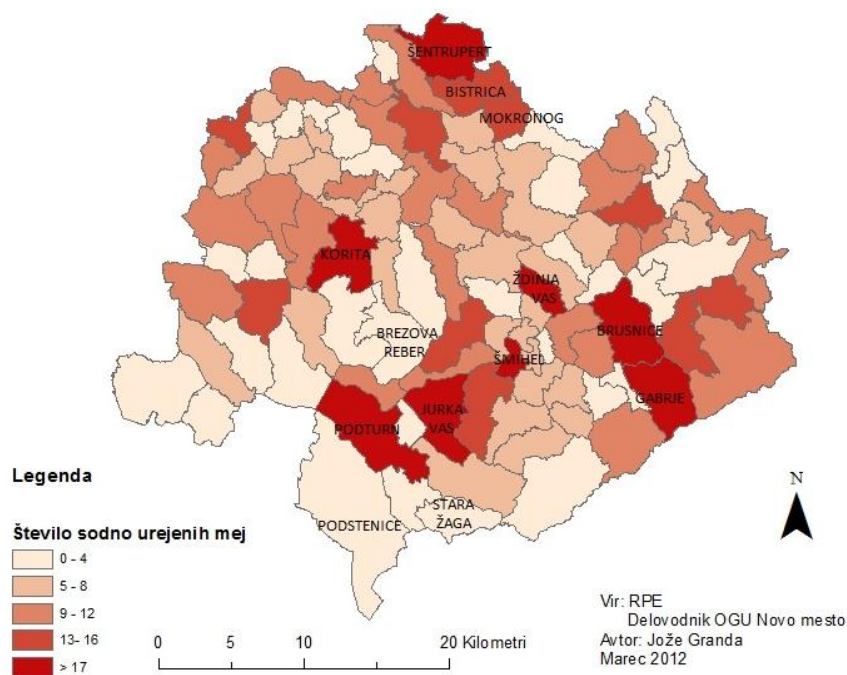 ŠENTRUPERT
BISTRICA
MOKRONOG
KORITA
ŽDINJA
VAS
BREZOVA
REBER
BRUSNICE
ŠMIHEL
GABRJE
JURKA
VAS
PODTURN
STARA
ŽAGA
PODSTENICE
N
Legenda
Število sodno urejenih mej
0 - 4
5 - 8
9 - 12
13- 16
> 17
0 5 10 20 Kilometri
Vir: RPE
Delovodnik OGU Novo mesto
Avtor: Jože Granda
Marec 2012